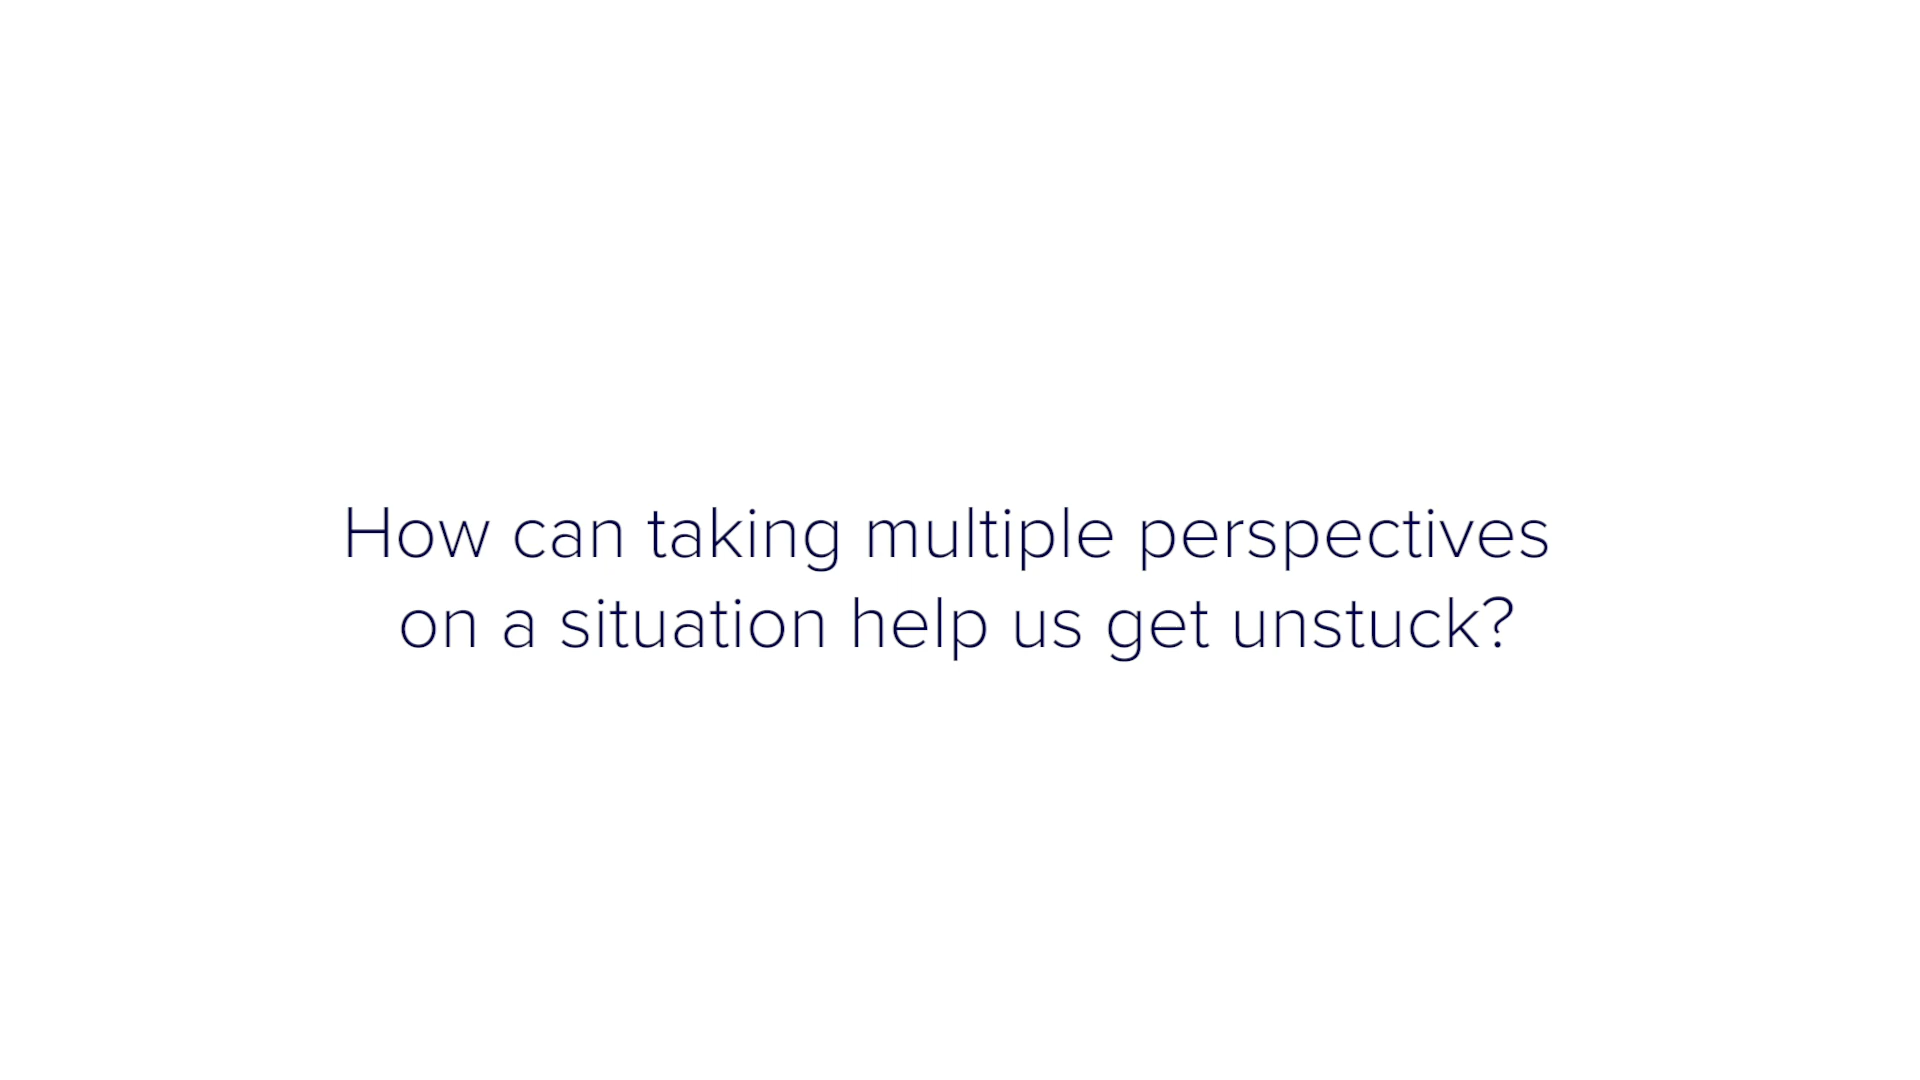 How can taking multiple perspectives
on a situation help us get unstuck?